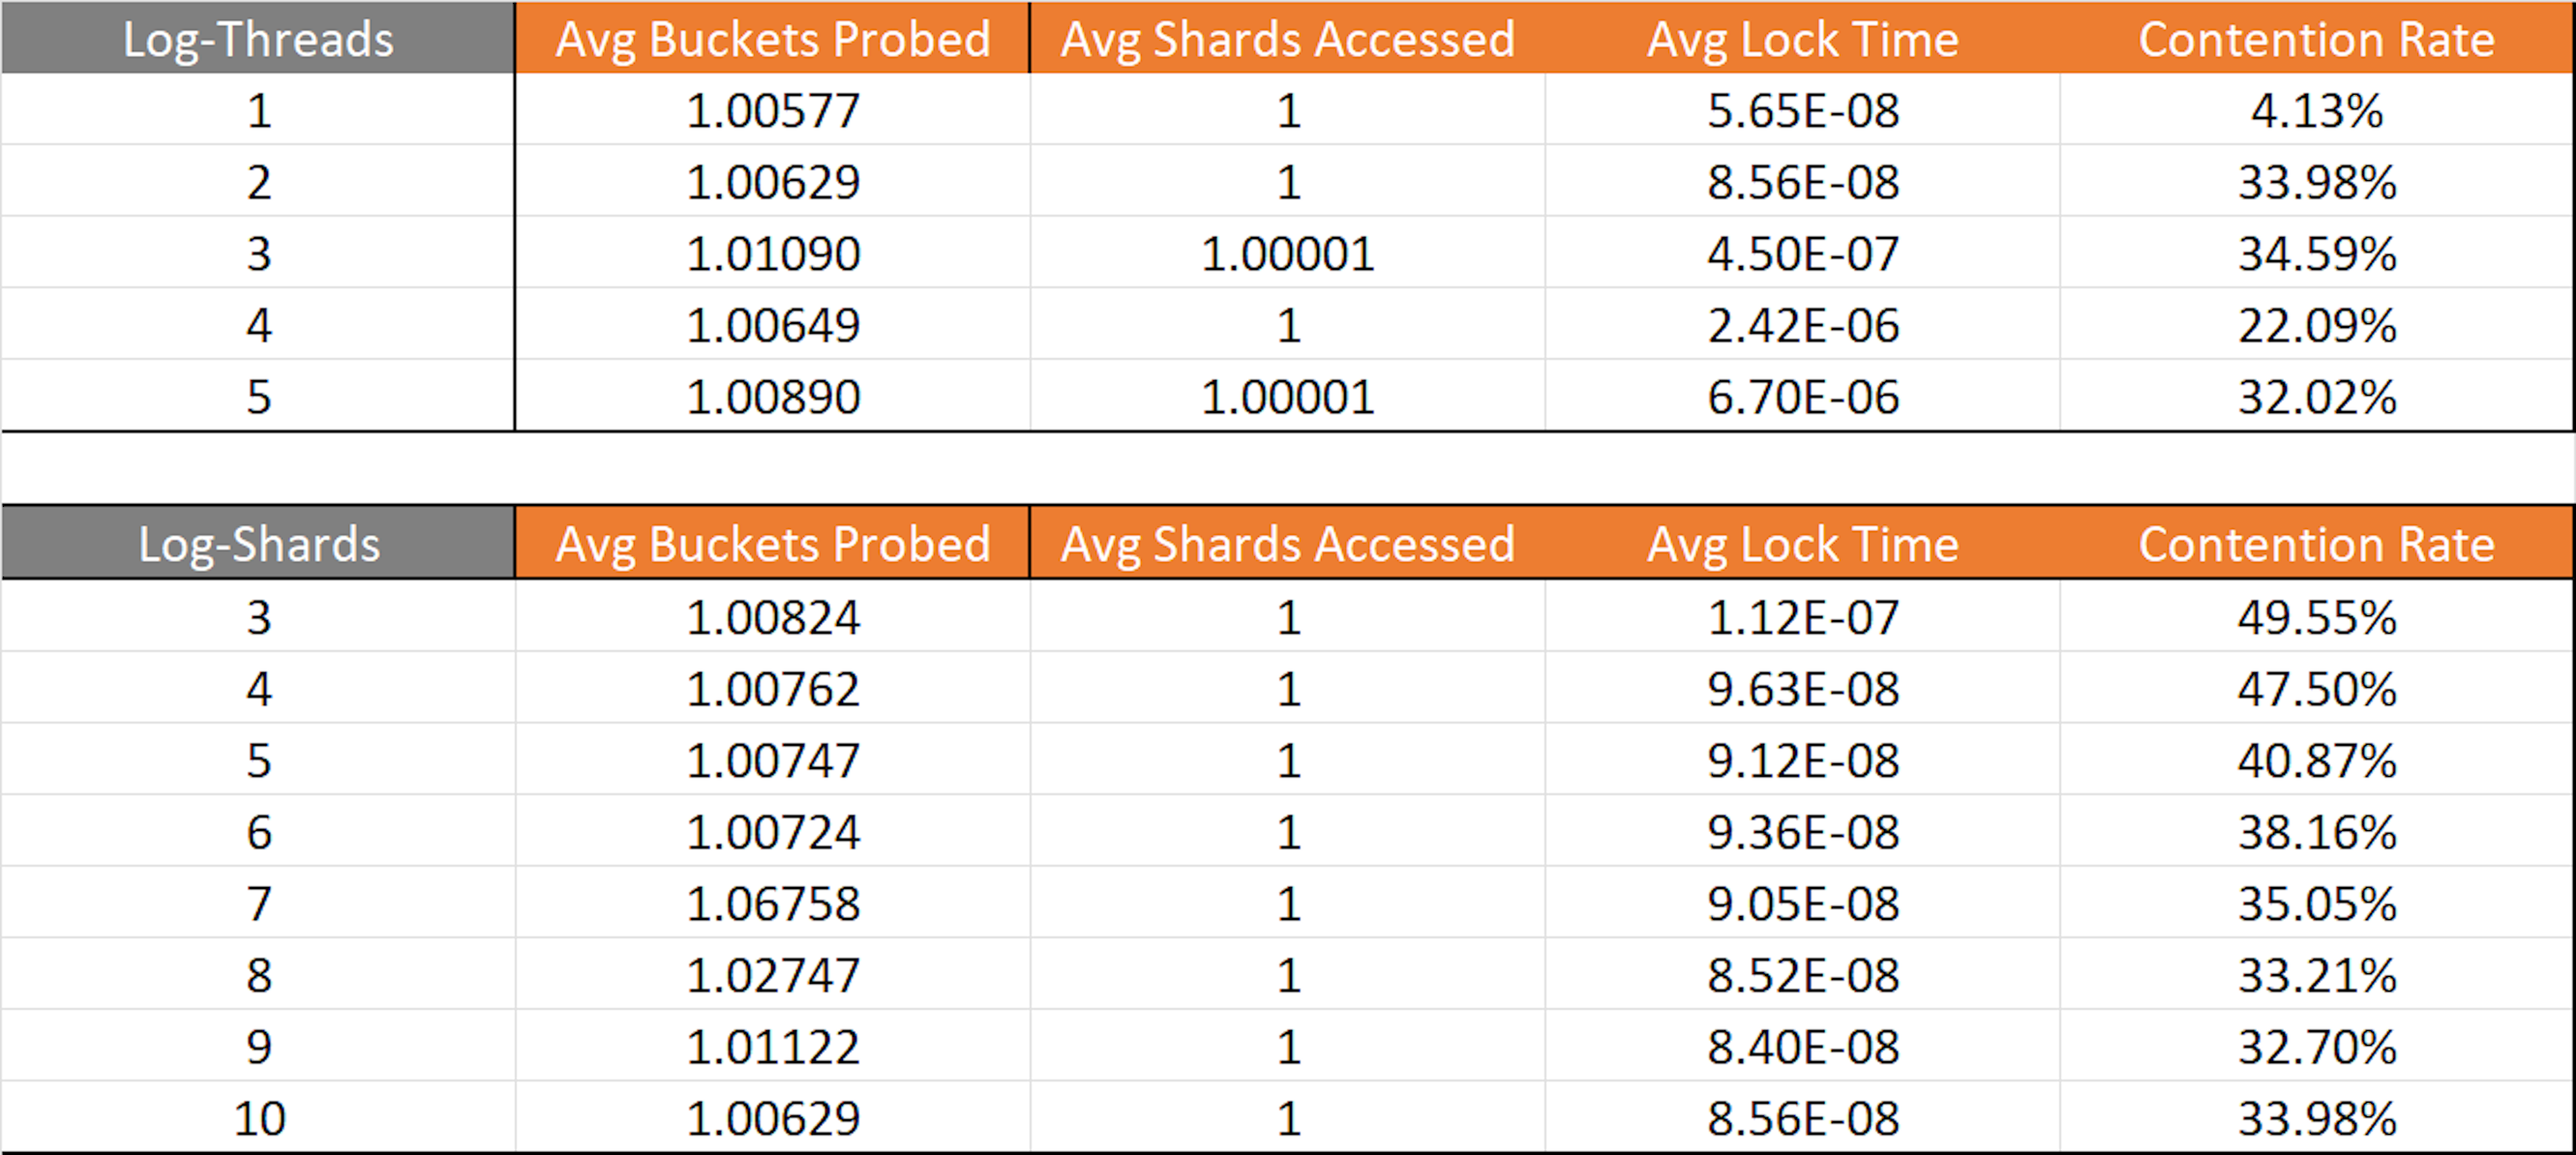 Log-Threads Avg Buckets Probed Avg Shards Accessed Avg Lock Time Contention Rate
1 1.00577 1 5.65E-08 4.13%
2 1.00629 1 8.56E-08 33.98%
3 1.01090 1.00001 4.50E-07 34.59%
4 1.00649 1 2.42E-06 22.09%
5 1.00890 1.00001 6.70E-06 32.02%
Log-Shards Avg Buckets Probed Avg Shards Accessed Avg Lock Time Contention Rate
3 1.00824 1 1.12E-07 49.55%
4 1.00762 1 9.63E-08 47.50%
5 1.00747 1 9.12E-08 40.87%
6 1.00724 1 9.36E-08 38.16%
7 1.06758 1 9.05E-08 35.05%
8 1.02747 1 8.52E-08 33.21%
9 1.01122 1 8.40E-08 32.70%
10 1.00629 1 8.56E-08 33.98%